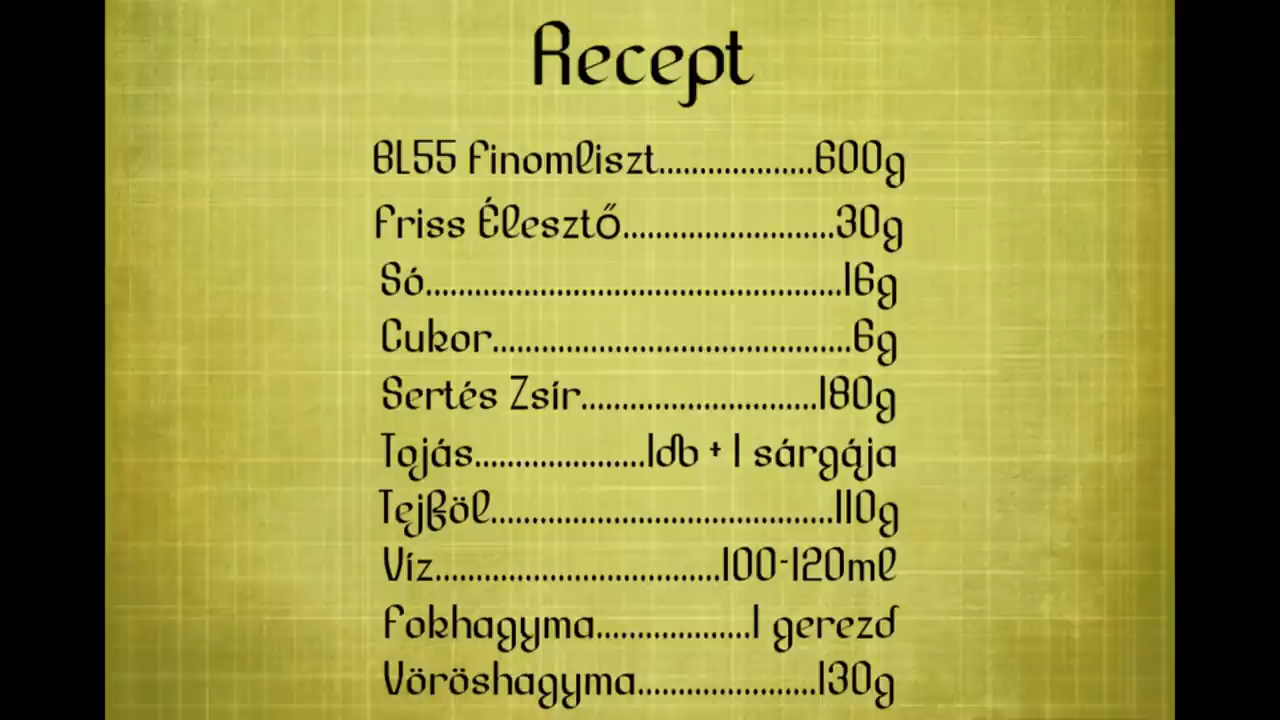 Recept
BL55 Finomliszt..................600g
Friss Élesztő.........................30g
Só..................................................16g
Cukor...........................................6g
Sertés Zsír............................180g
Tojás....................1db + 1 sárgája
Tejföl.........................................110g
Víz..................................100-120ml
Fokhagyma..................1 gerezd
Vöröshagyma.....................130g